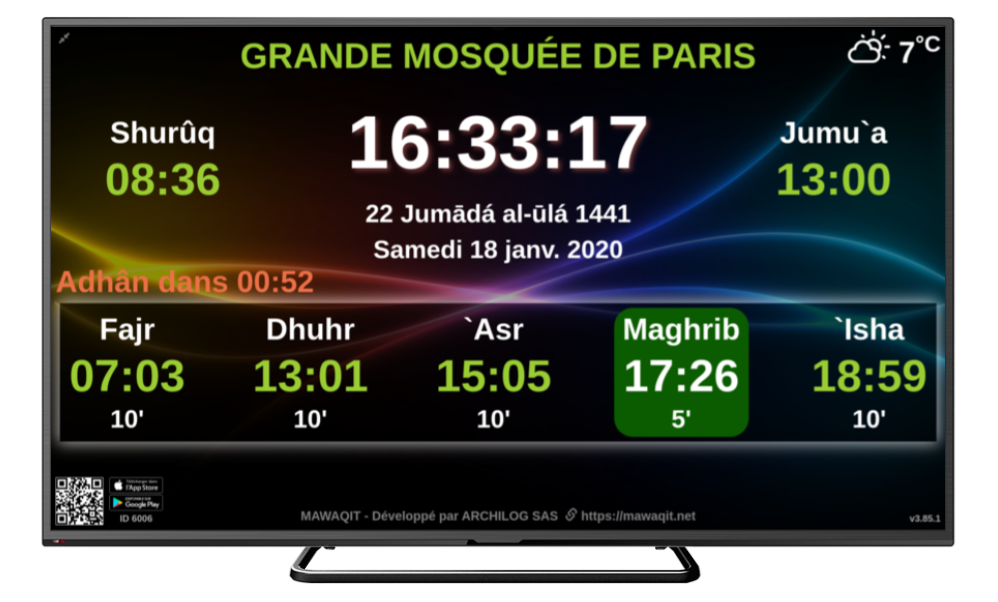 GRANDE MOSQUÉE DE PARIS
7°C
Shurûq
08:36
16:33:17
Jumu`a
13:00
22 Jumādá al-ūlá 1441
Samedi 18 janv. 2020
Adhân dans 00:52
Fajr
07:03
10'
Dhuhr
13:01
10'
`Asr
15:05
10'
Maghrib
17:26
5'
`Isha
18:59
10'
Télécharger dans
l'App Store
DISPONIBLE SUR
Google Play
ID 6006
MAWAQIT - Développé par ARCHILOG SAS https://mawaqit.net
v3.85.1